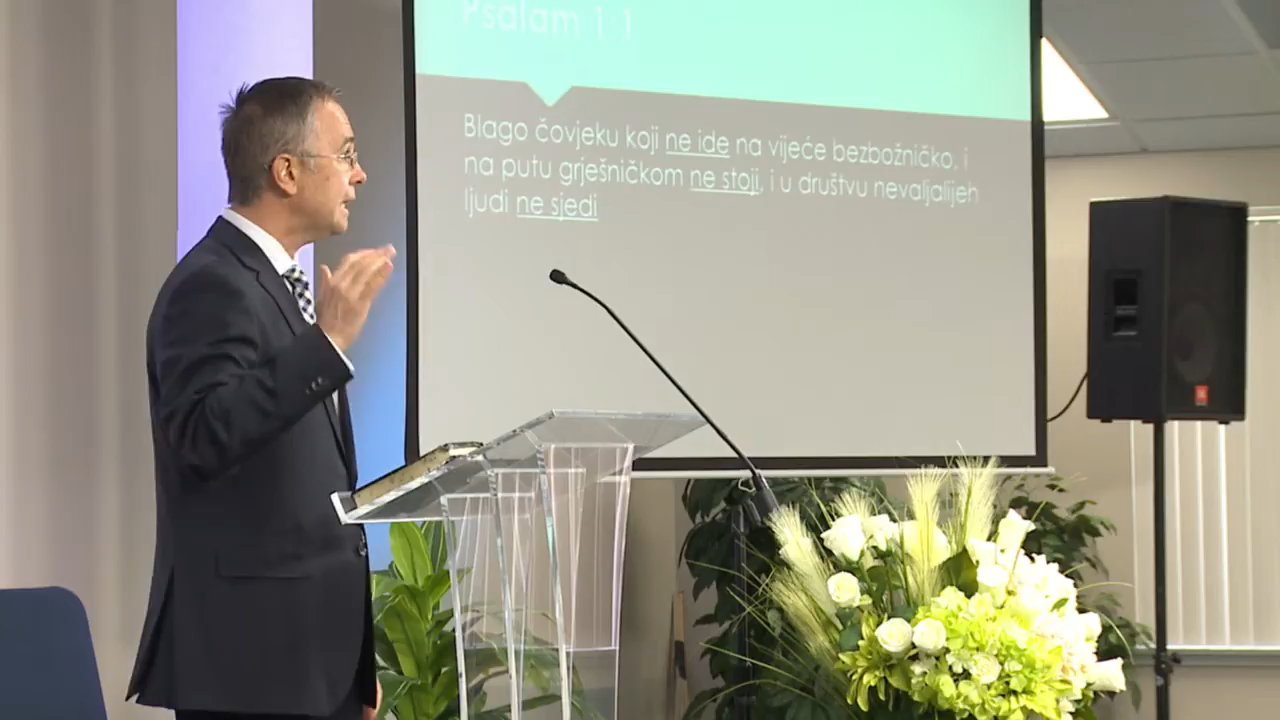 Psalam 1:1
Blago čovjeku koji ne ide na vijeće bezbožničko, i
na putu grješničkom ne stoji, i u društvu nevaljalijeh
ljudi ne sjedi